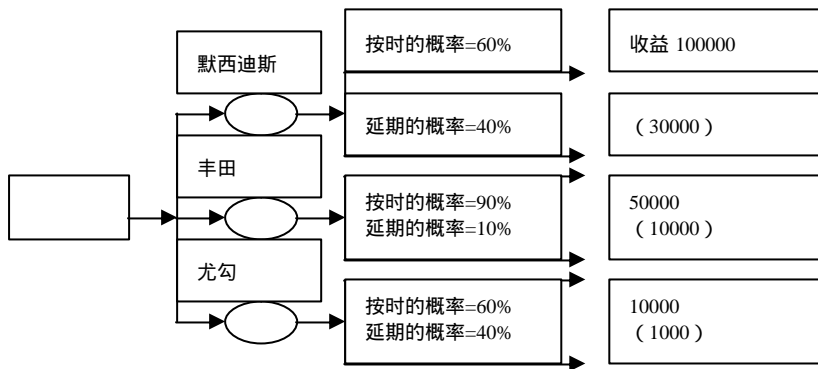 默西迪斯
按时的概率=60%
收益 100000
延期的概率=40%
（30000）
丰田
按时的概率=90%
延期的概率=10%
50000
（10000）
尤勾
按时的概率=60%
延期的概率=40%
10000
（1000）